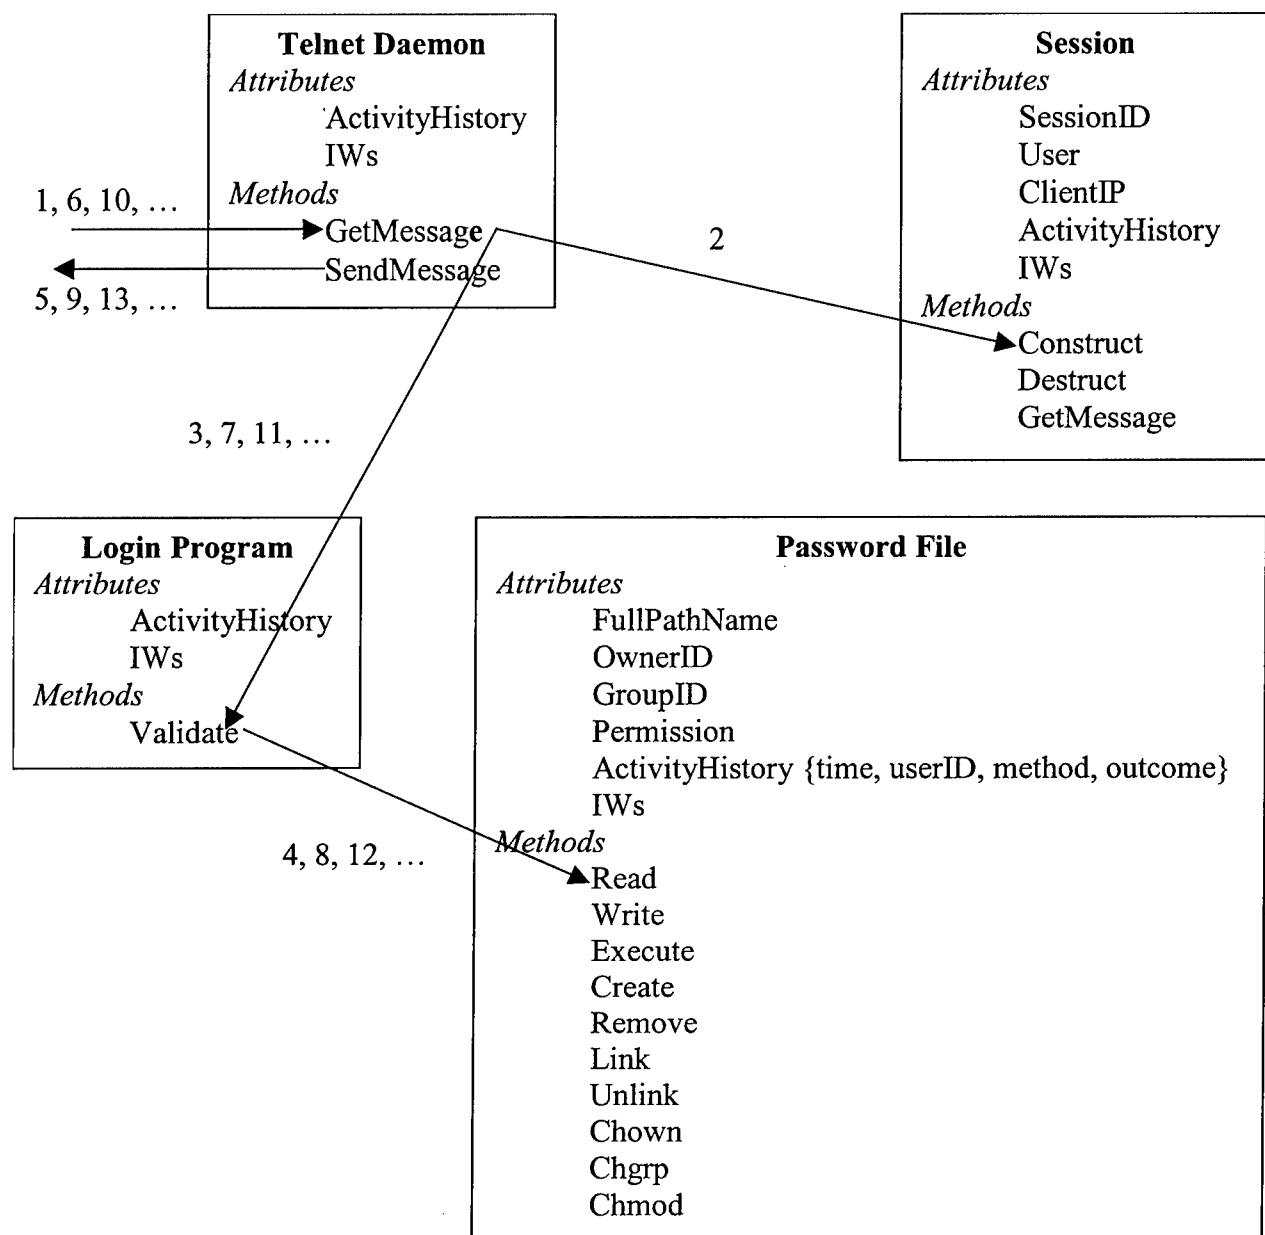 Telnet Daemon
Attributes
ActivityHistory
IWs
Methods
GetMessage
SendMessage
1, 6, 10, …
5, 9, 13, …
2
Session
Attributes
SessionID
User
ClientIP
ActivityHistory
IWs
Methods
Construct
Destruct
GetMessage
3, 7, 11, …
Login Program
Attributes
ActivityHistory
IWs
Methods
Validate
4, 8, 12, …
Password File
Attributes
FullPathName
OwnerID
GroupID
Permission
ActivityHistory {time, userID, method, outcome}
IWs
Methods
Read
Write
Execute
Create
Remove
Link
Unlink
Chown
Chgrp
Chmod